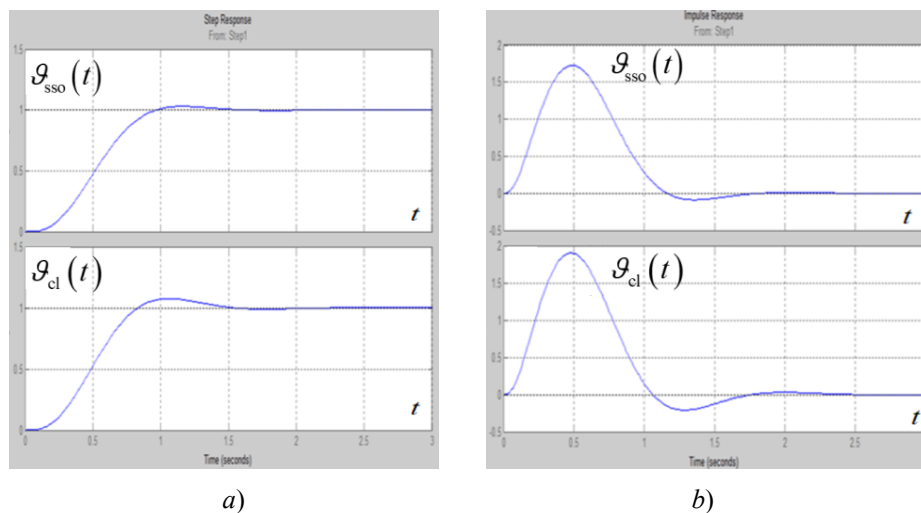 Step Response
From: Step1
1.5
ϑsso(t)
1
0.5
t
0
1.5
ϑcl(t)
1
0.5
t
0
0 0.5 1 1.5 2 2.5 3
Time (seconds)
a)
Impulse Response
From: Step1
2
ϑsso(t)
1.5
1
0.5
0
t
-0.5
2
ϑcl(t)
1.5
1
0.5
0
t
-0.5
0 0.5 1 1.5 2 2.5
Time (seconds)
b)